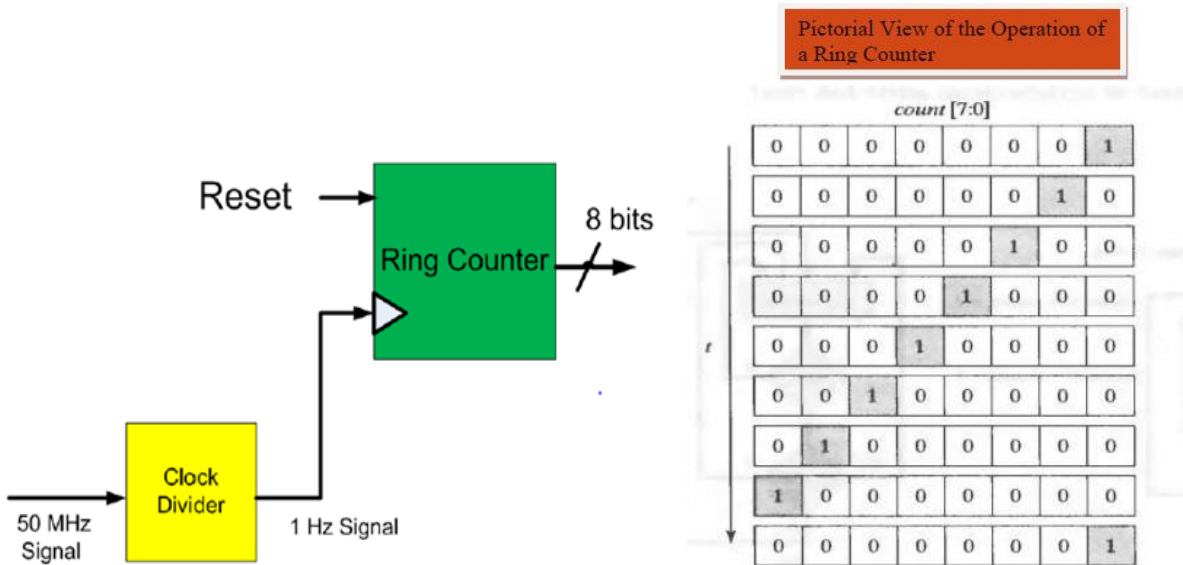 Pictorial View of the Operation of
a Ring Counter
count [7:0]
0 0 0 0 0 0 0 1
0 0 0 0 0 0 1 0
0 0 0 0 0 1 0 0
0 0 0 0 1 0 0 0
0 0 0 1 0 0 0 0
0 0 1 0 0 0 0 0
0 1 0 0 0 0 0 0
1 0 0 0 0 0 0 0
0 0 0 0 0 0 0 1
t
Reset
Ring Counter
8 bits
Clock
Divider
50 MHz
Signal
1 Hz Signal